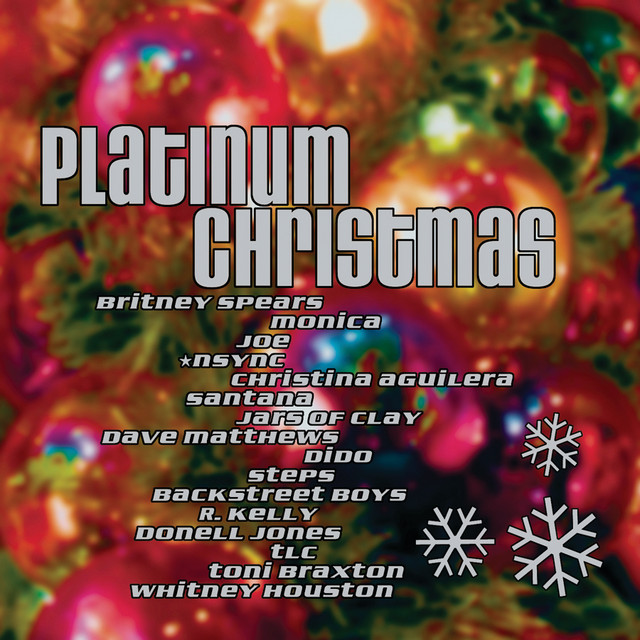 Platinum
Christmas
Britney Spears
Monica
Joe
*NSYNC
Christina Aguilera
Santana
Jars of Clay
Dave Matthews
Dido
Steps
Backstreet Boys
R. Kelly
Donell Jones
TLC
Toni Braxton
Whitney Houston